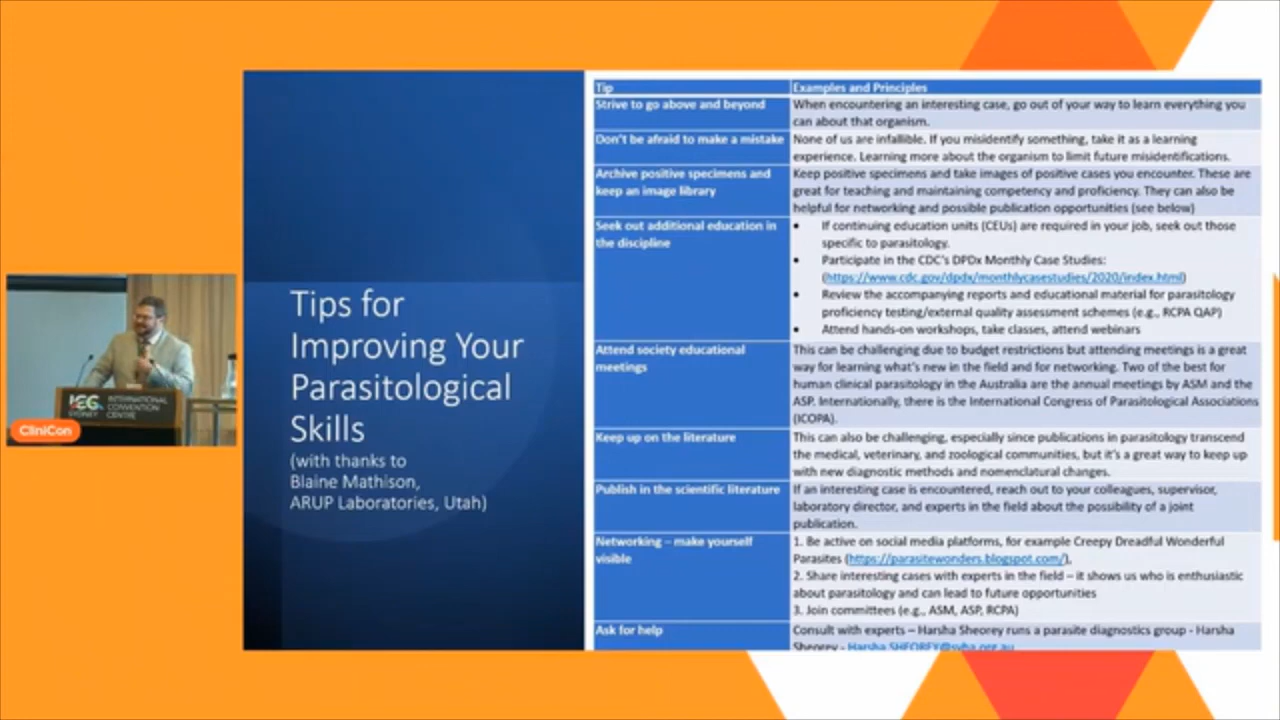 Tips for
Improving Your
Parasitological
Skills
(with thanks to
Blaine Mathison,
ARUP Laboratories, Utah)
ICC
SYDNEY
INTERNATIONAL
CONVENTION
CENTRE
CliniCon
Tip
Examples and Principles
Strive to go above and beyond
When encountering an interesting case, go out of your way to learn everything you
can about that organism.
Don't be afraid to make a mistake
None of us are infallible. If you misidentify something, take it as a learning
experience. Learning more about the organism to limit future misidentifications.
Archive positive specimens and
keep an image library
Keep positive specimens and take images of positive cases you encounter. These are
great for teaching and maintaining competency and proficiency. They can also be
helpful for networking and possible publication opportunities (see below)
Seek out additional education in
the discipline
• If continuing education units (CEUs) are required in your job, seek out those
specific to parasitology.
• Participate in the CDC's DPDx Monthly Case Studies:
(https://www.cdc.gov/dpdx/monthlycasestudies/2020/index.html)
• Review the accompanying reports and educational material for parasitology
proficiency testing/external quality assessment schemes (e.g., RCPA QAP)
• Attend hands-on workshops, take classes, attend webinars
Attend society educational
meetings
This can be challenging due to budget restrictions but attending meetings is a great
way for learning what's new in the field and for networking. Two of the best for
human clinical parasitology in the Australia are the annual meetings by ASM and the
ASP. Internationally, there is the International Congress of Parasitological Associations
(ICOPA).
Keep up on the literature
This can also be challenging, especially since publications in parasitology transcend
the medical, veterinary, and zoological communities, but it's a great way to keep up
with new diagnostic methods and nomenclatural changes.
Publish in the scientific literature
If an interesting case is encountered, reach out to your colleagues, supervisor,
laboratory director, and experts in the field about the possibility of a joint
publication.
Networking – make yourself
visible
1. Be active on social media platforms, for example Creepy Dreadful Wonderful
Parasites (https://parasitewonders.blogspot.com/),
2. Share interesting cases with experts in the field – it shows us who is enthusiastic
about parasitology and can lead to future opportunities
3. Join committees (e.g., ASM, ASP, RCPA)
Ask for help
Consult with experts – Harsha Sheorey runs a parasite diagnostics group - Harsha
Sheorey - Harsha.SHEOREY@svha.org.au